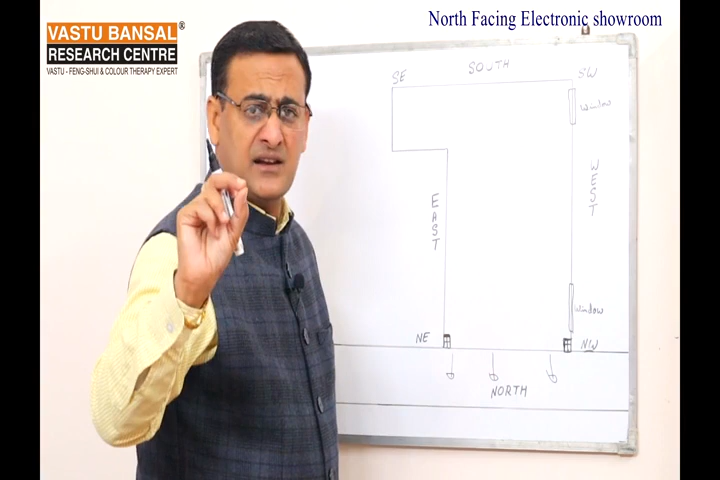 North Facing Electronic showroom
VASTU BANSAL®
RESEARCH CENTRE
VASTU - FENG-SHUI & COLOUR THERAPY EXPERT
SE
SOUTH
SW
Window
WEST
EAST
Window
NE
NW
NORTH